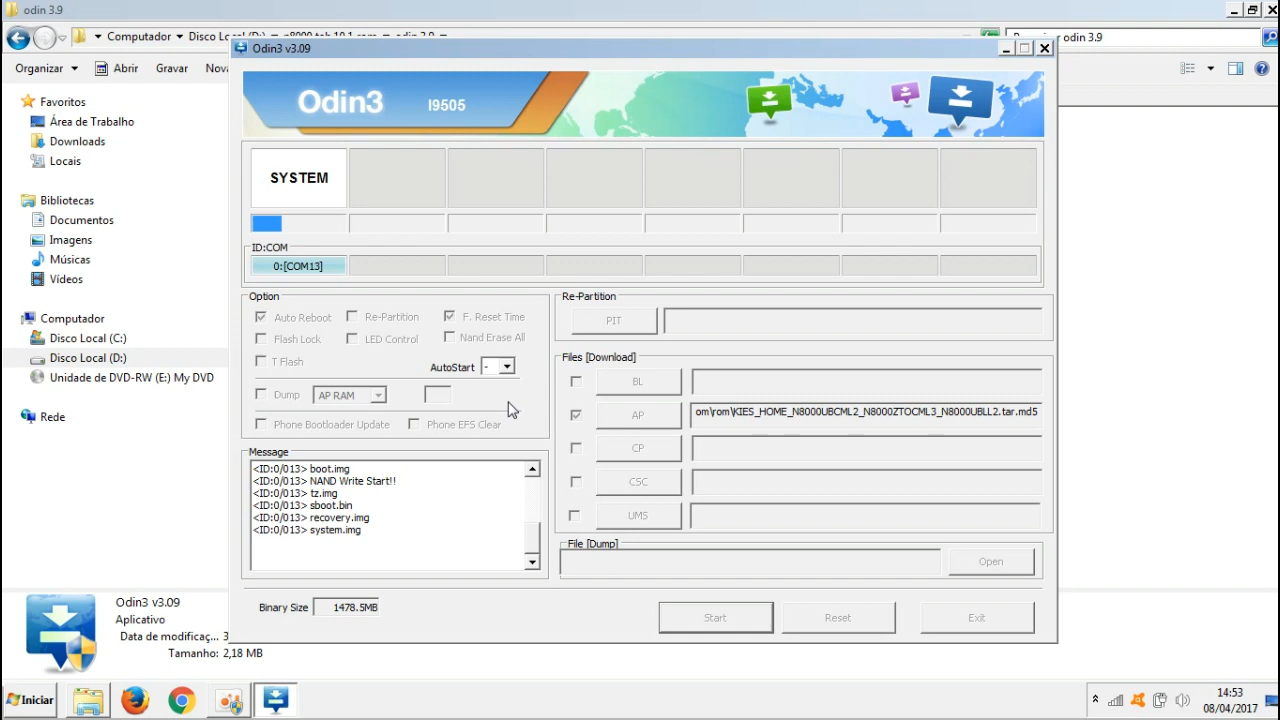 odin 3.9
Computador
odin 3.9
Organizar
Abrir
Gravar
Odin3 v3.09
Favoritos
Área de Trabalho
Downloads
Locais
Bibliotecas
Documentos
Imagens
Músicas
Vídeos
Computador
Disco Local (C:)
Disco Local (D:)
Unidade de DVD-RW (E:) My DVD
Rede
Odin3 I9505
SYSTEM
ID:COM
0:[COM13]
Option
Auto Reboot
Re-Partition
F. Reset Time
Flash Lock
LED Control
Nand Erase All
T Flash
AutoStart -
Dump
AP RAM
Phone Bootloader Update
Phone EFS Clear
Message
<ID:0/013> boot.img
<ID:0/013> NAND Write Start!!
<ID:0/013> tz.img
<ID:0/013> sboot.bin
<ID:0/013> recovery.img
<ID:0/013> system.img
Re-Partition
PIT
Files [Download]
BL
AP
om\rom\KIES_HOME_N8000UBCML2_N8000ZTOCML3_N8000UBLL2.tar.md5
CP
CSC
UMS
File [Dump]
Open
Binary Size 1478.5MB
Start
Reset
Exit
Odin3 v3.09
Aplicativo
Data de modificaç... 3
Tamanho: 2,18 MB
Iniciar
14:53
08/04/2017